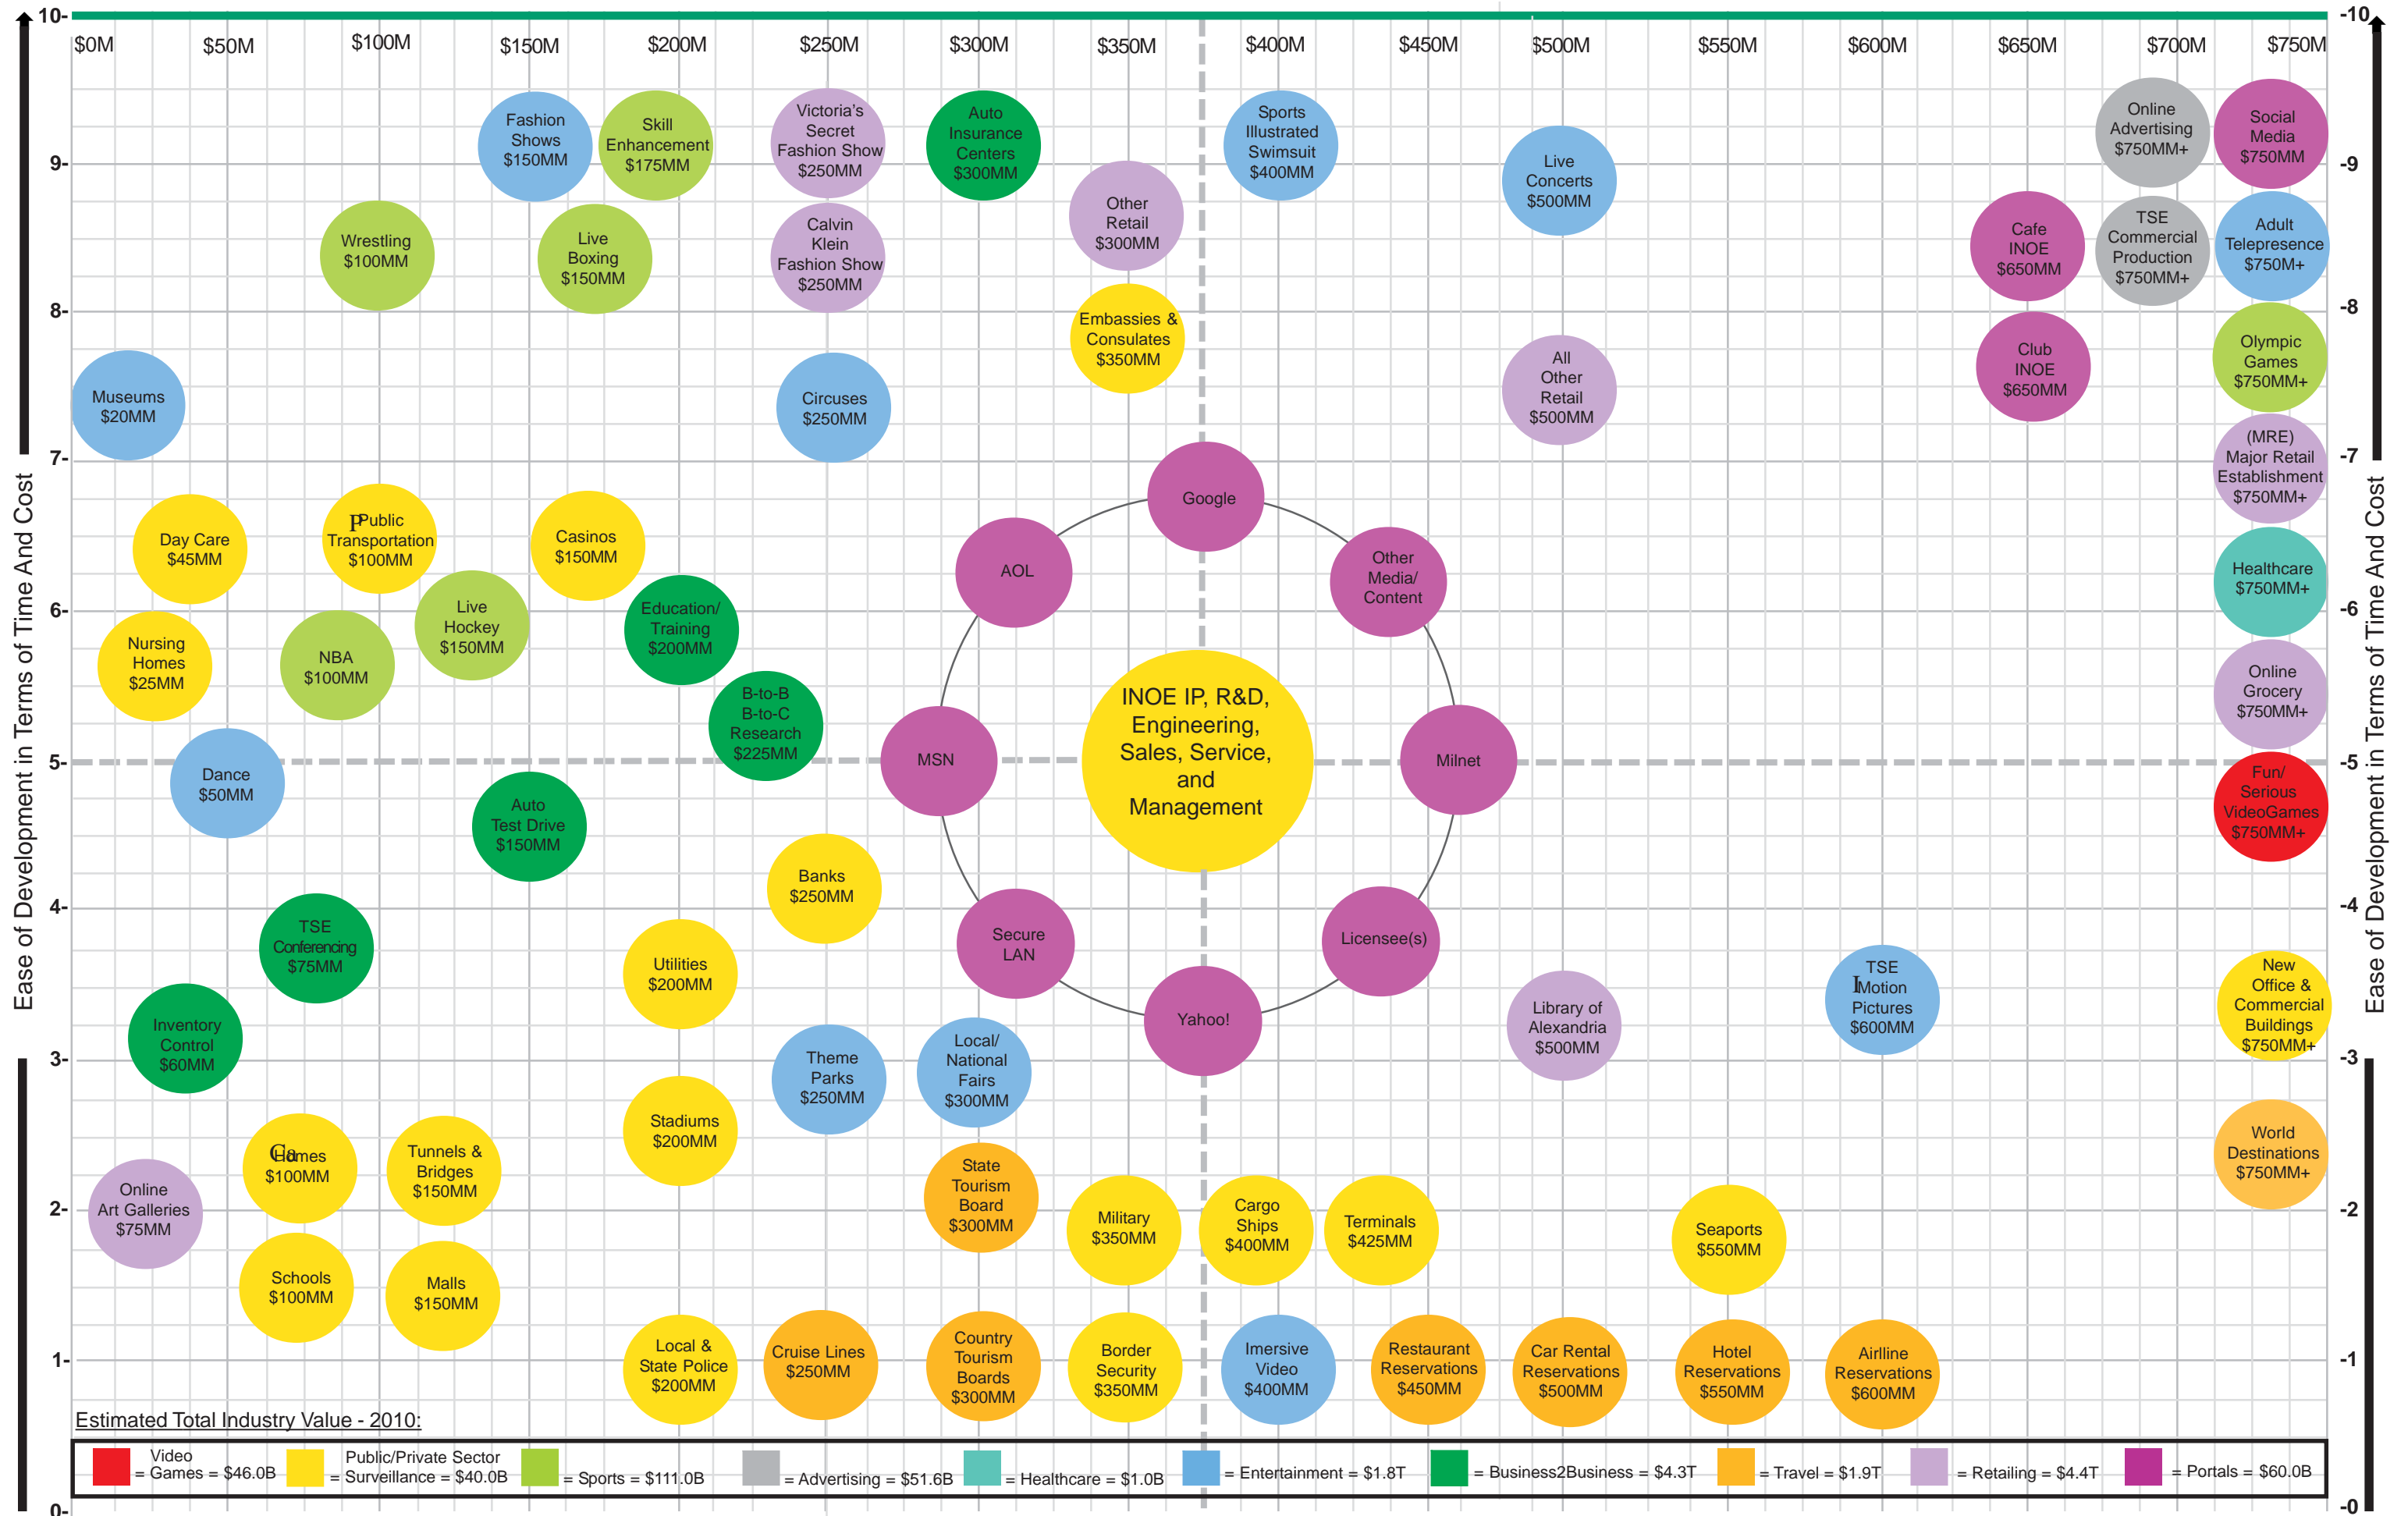 10-
-10
$0M
$50M
$100M
$150M
$200M
$250M
$300M
$350M
$400M
$450M
$500M
$550M
$600M
$650M
$700M
$750M
Fashion
Shows
$150MM
Skill
Enhancement
$175MM
Victoria's
Secret
Fashion Show
$250MM
Auto
Insurance
Centers
$300MM
Sports
Illustrated
Swimsuit
$400MM
Live
Concerts
$500MM
Online
Advertising
$750MM+
Social
Media
$750MM
9-
-9
Wrestling
$100MM
Live
Boxing
$150MM
Calvin
Klein
Fashion Show
$250MM
Other
Retail
$300MM
Cafe
INOE
$650MM
TSE
Commercial
Production
$750MM+
Adult
Telepresence
$750M+
8-
-8
Embassies &
Consulates
$350MM
Museums
$20MM
Circuses
$250MM
All
Other
Retail
$500MM
Club
INOE
$650MM
Olympic
Games
$750MM+
7-
-7
(MRE)
Major Retail
Establishment
$750MM+
Ease of Development in Terms of Time And Cost
Ease of Development in Terms of Time And Cost
Day Care
$45MM
PPublic
Transportation
$100MM
Casinos
$150MM
Google
AOL
Other
Media/
Content
Healthcare
$750MM+
6-
-6
Nursing
Homes
$25MM
NBA
$100MM
Live
Hockey
$150MM
Education/
Training
$200MM
B-to-B
B-to-C
Research
$225MM
Online
Grocery
$750MM+
INOE IP, R&D,
Engineering,
Sales, Service,
and
Management
5-
-5
MSN
Milnet
Dance
$50MM
Auto
Test Drive
$150MM
Fun/
Serious
VideoGames
$750MM+
Banks
$250MM
4-
-4
TSE
Conferencing
$75MM
Utilities
$200MM
Secure
LAN
Licensee(s)
Yahoo!
Inventory
Control
$60MM
Library of
Alexandria
$500MM
TSE
IMotion
Pictures
$600MM
New
Office &
Commercial
Buildings
$750MM+
3-
-3
Theme
Parks
$250MM
Local/
National
Fairs
$300MM
Stadiums
$200MM
Homes
$100MM
Tunnels &
Bridges
$150MM
State
Tourism
Board
$300MM
World
Destinations
$750MM+
2-
-2
Online
Art Galleries
$75MM
Military
$350MM
Cargo
Ships
$400MM
Terminals
$425MM
Seaports
$550MM
Schools
$100MM
Malls
$150MM
1-
-1
Local &
State Police
$200MM
Cruise Lines
$250MM
Country
Tourism
Boards
$300MM
Border
Security
$350MM
Imersive
Video
$400MM
Restaurant
Reservations
$450MM
Car Rental
Reservations
$500MM
Hotel
Reservations
$550MM
Airlline
Reservations
$600MM
Estimated Total Industry Value - 2010:
Video
= Games = $46.0B
Public/Private Sector
= Surveillance = $40.0B
= Sports = $111.0B
= Advertising = $51.6B
= Healthcare = $1.0B
= Entertainment = $1.8T
= Business2Business = $4.3T
= Travel = $1.9T
= Retailing = $4.4T
= Portals = $60.0B
0-
-0